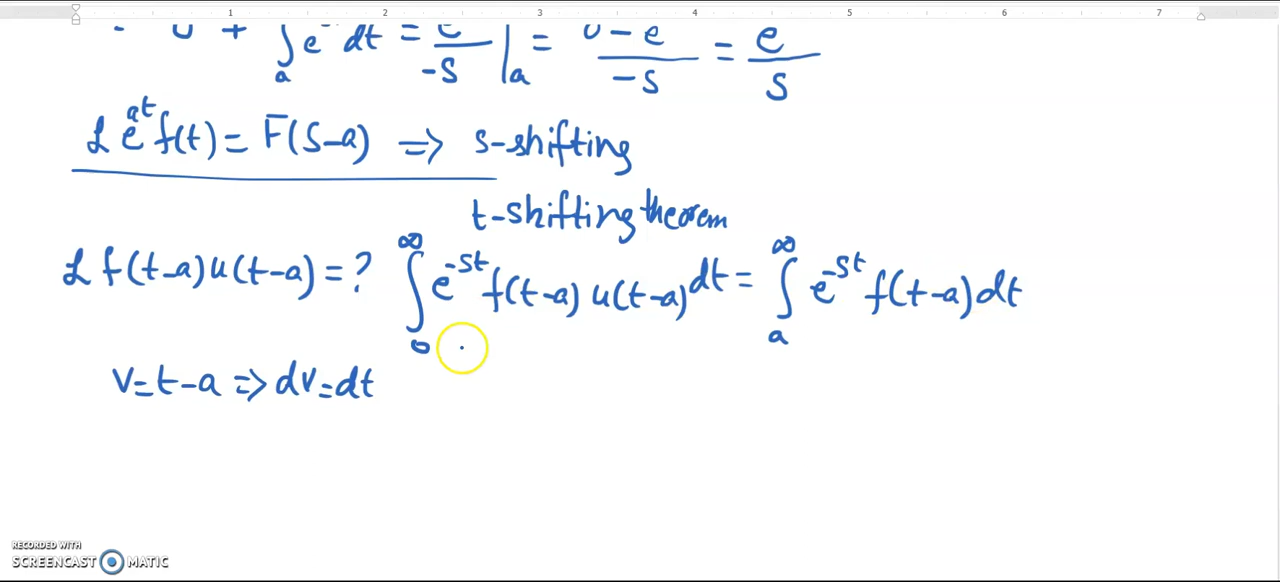 1 2 3 4 5 6 7
∫ₐ e dt = e/-s |ₐ = 0-e/-s = e/s
ℒ e^{at} f(t) = F(s-a) ⇒ s-shifting
t-shifting theorem
ℒ f(t-a) u(t-a) = ? ∫₀^∞ e^{-st} f(t-a) u(t-a) dt = ∫ₐ^∞ e^{-st} f(t-a) dt
v=t-a ⇒ dv=dt
RECORDED WITH
SCREENCAST MATIC